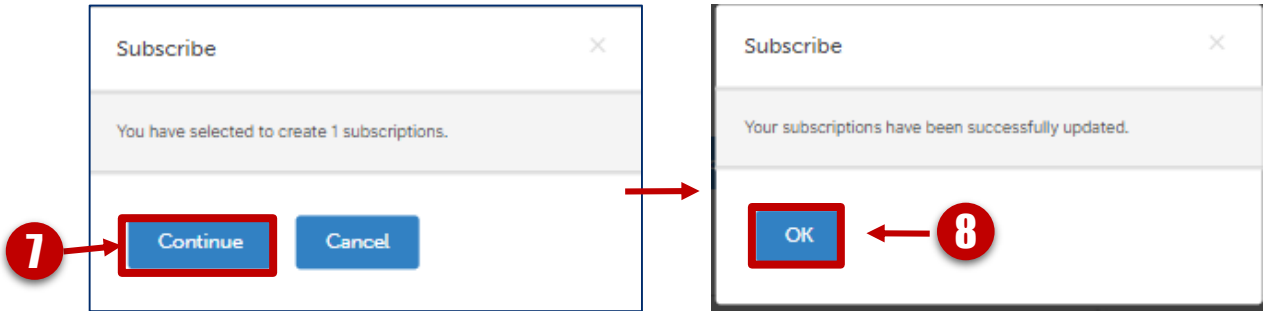 Subscribe
You have selected to create 1 subscriptions.
7
Continue
Cancel
Subscribe
Your subscriptions have been successfully updated.
OK
8